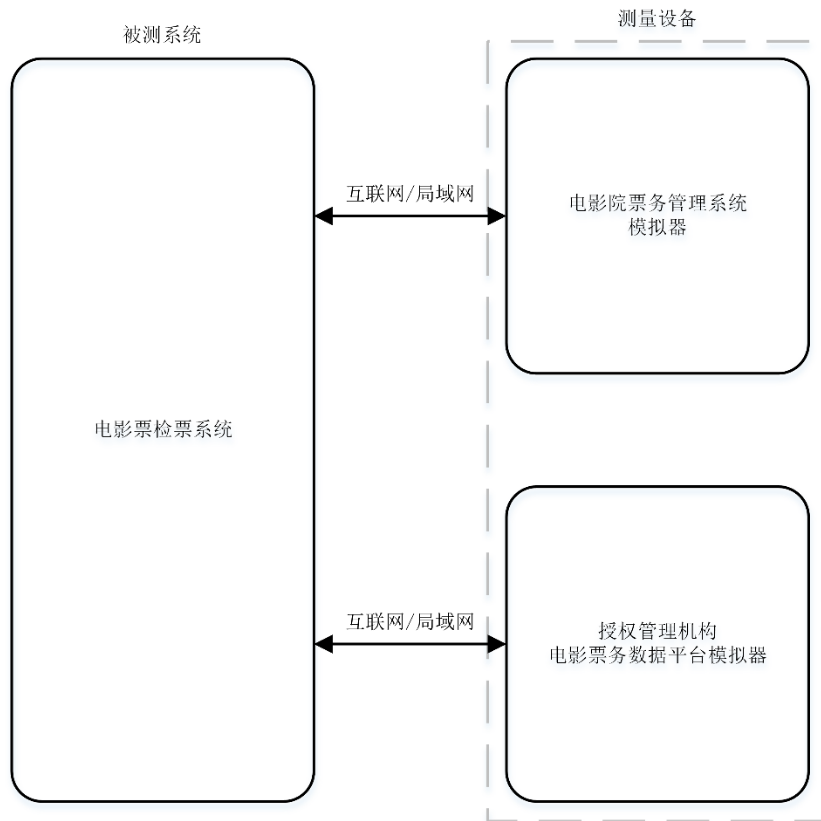 被测系统
测量设备
互联网/局域网
电影院票务管理系统
模拟器
电影票检票系统
互联网/局域网
授权管理机构
电影票务数据平台模拟器